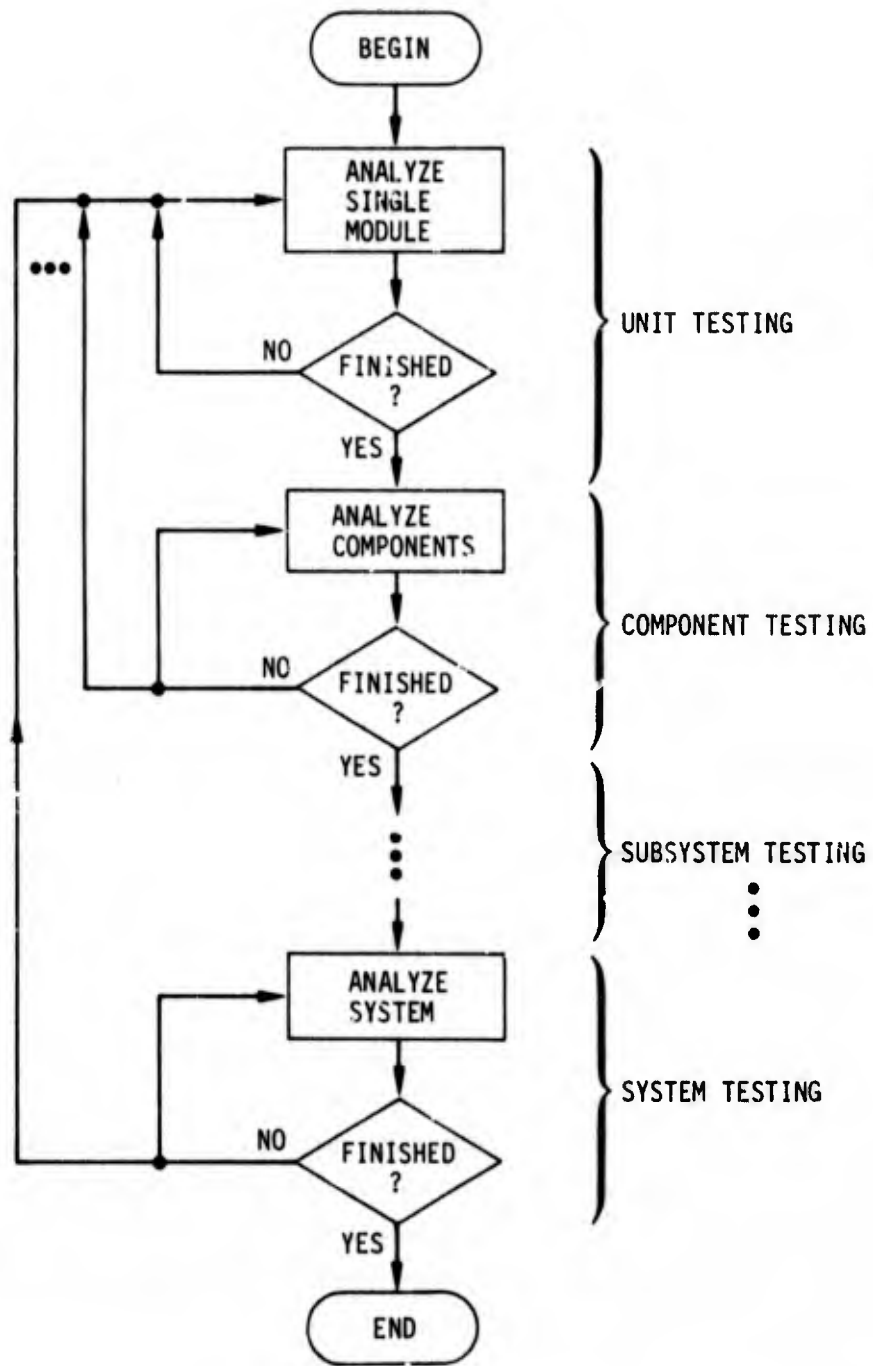 BEGIN
ANALYZE
SINGLE
MODULE
UNIT TESTING
NO
FINISHED
?
YES
ANALYZE
COMPONENTS
COMPONENT TESTING
NO
FINISHED
?
YES
SUBSYSTEM TESTING
ANALYZE
SYSTEM
SYSTEM TESTING
NO
FINISHED
?
YES
END